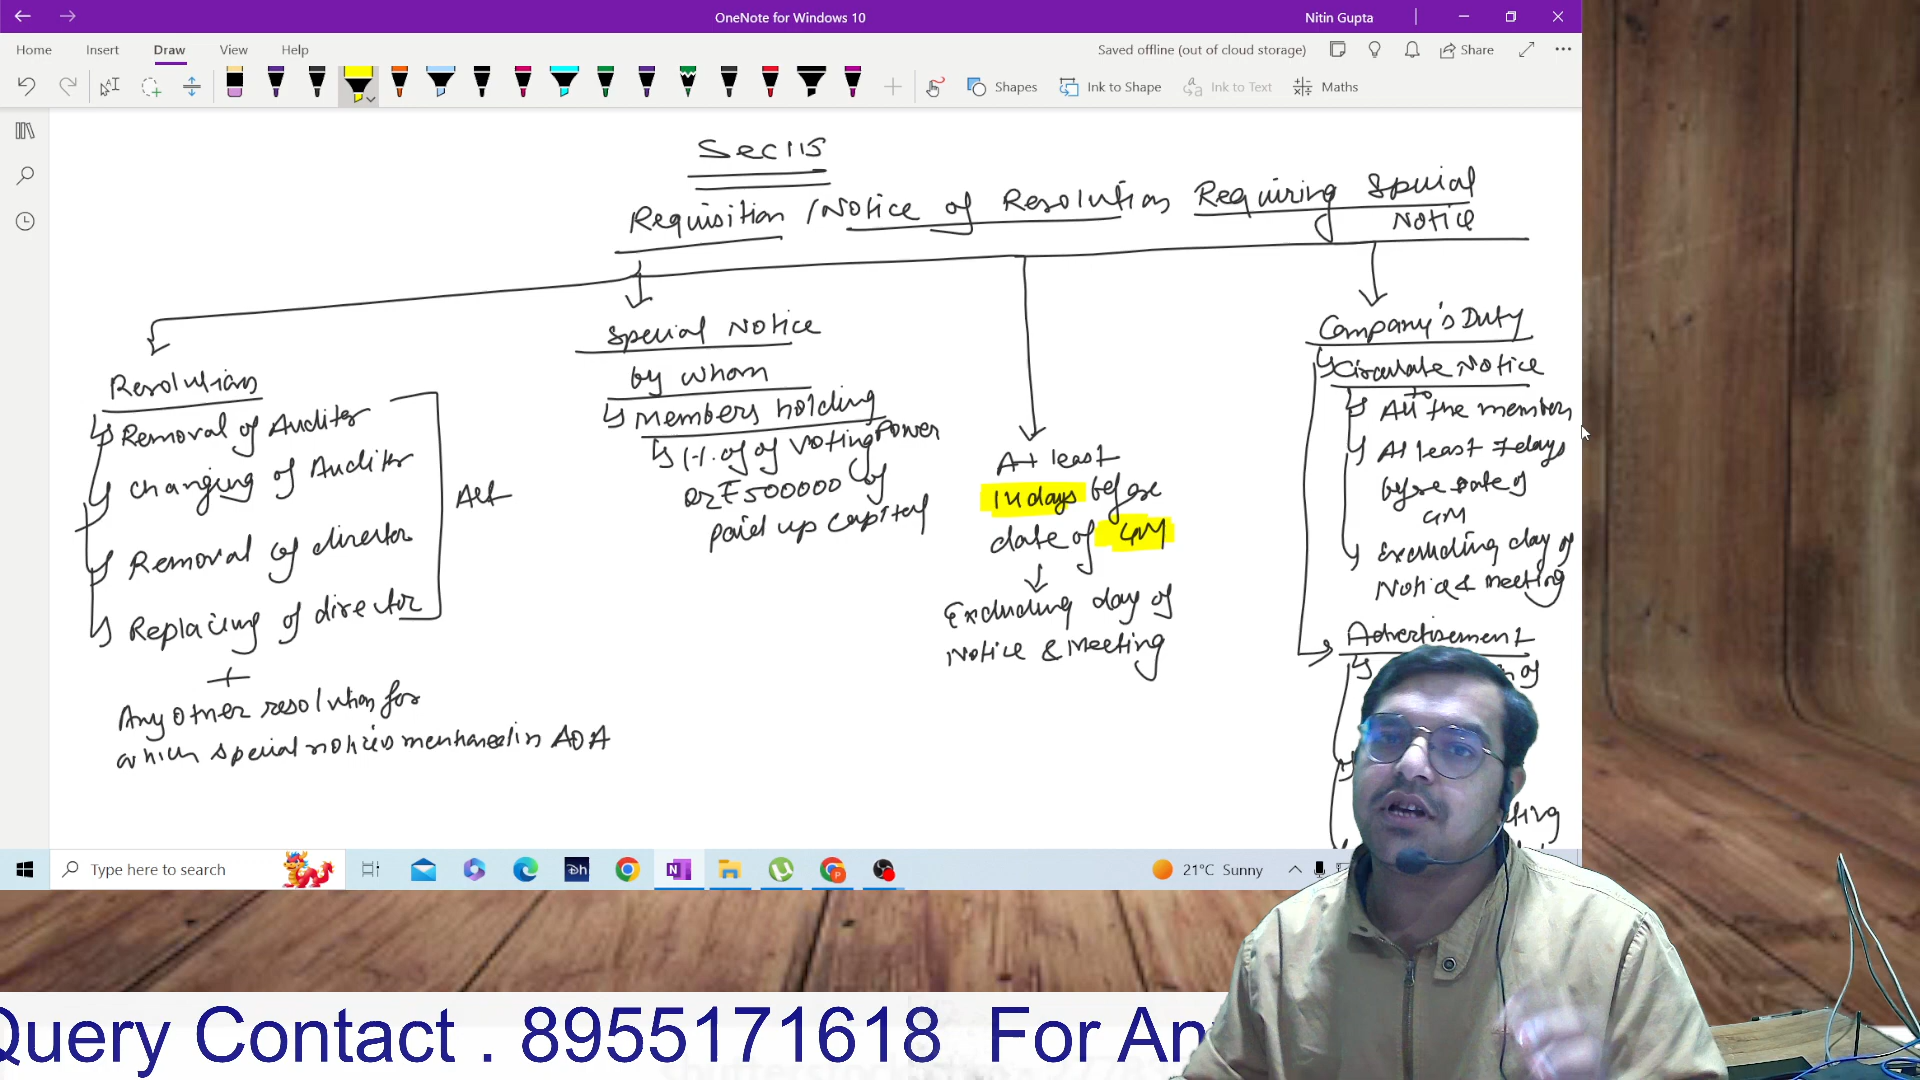 OneNote for Windows 10
Nitin Gupta
Home Insert Draw View Help
Saved offline (out of cloud storage)
Share
Shapes
Ink to Shape
Ink to Text
Maths
Sec 115
Requisition / Notice of Resolution Requiring Special
Notice
Resolutions
Removal of Auditor
Changing of Auditor
Removal of director
Replacing of director
Act
+
Any other resolution for
which special notice is mentioned in AOA
Special Notice
by whom
Members holding
1% of of voting Power
or ₹500000 of
paid up capital
At least
14 days before
date of GM
Excluding day of
Notice & Meeting
Company's Duty
Circulate Notice
to
All the members
At least 7 days
before date of
GM
Excluding day of
Notice & Meeting
Advertisement
of
Type here to search
21°C Sunny
Query Contact . 8955171618 For An